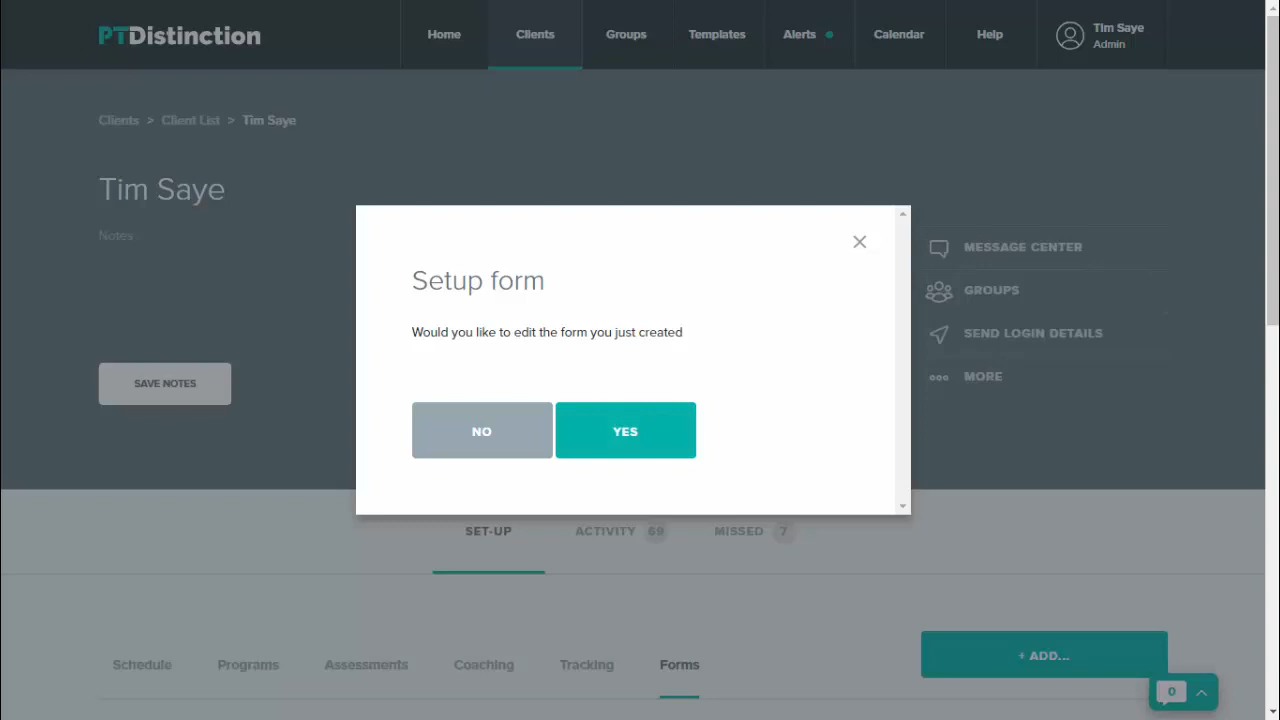 PTDistinction
Home
Clients
Groups
Templates
Alerts
Calendar
Help
Tim Saye
Admin
Clients > Client List > Tim Saye
Tim Saye
Notes
SAVE NOTES
MESSAGE CENTER
GROUPS
SEND LOGIN DETAILS
MORE
Setup form
Would you like to edit the form you just created
NO
YES
SET-UP
ACTIVITY 69
MISSED 7
Schedule
Programs
Assessments
Coaching
Tracking
Forms
+ ADD...
0